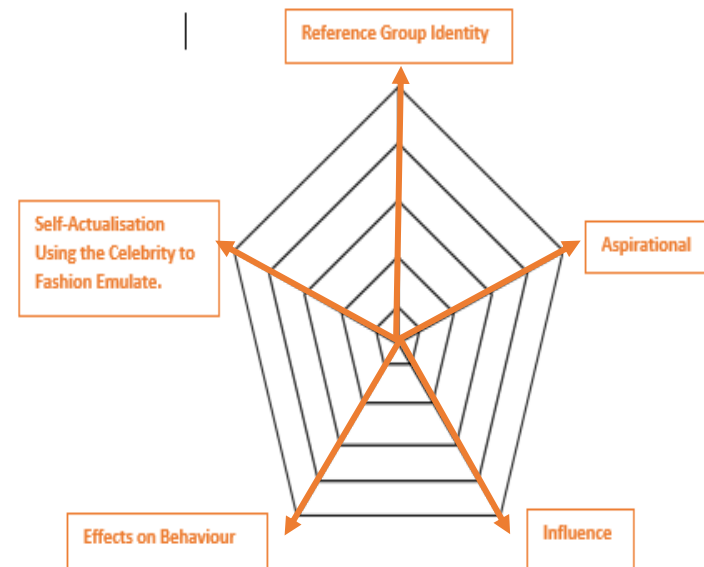 Reference Group Identity
Self-Actualisation
Using the Celebrity to
Fashion Emulate.
Aspirational
Effects on Behaviour
Influence